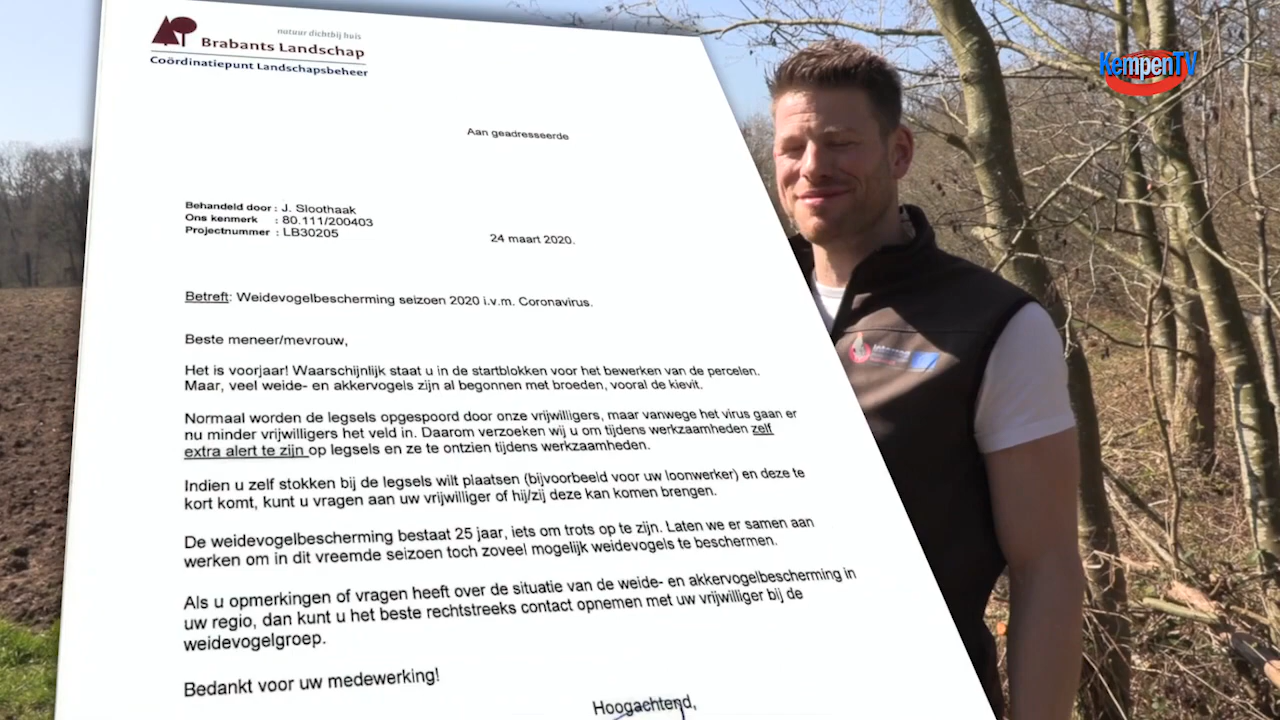 natuur dichtbij huis
Brabants Landschap
Coördinatiepunt Landschapsbeheer
KempenTV
Aan geadresseerde
Behandeld door : J. Sloothaak
Ons kenmerk : 80.111/200403
Projectnummer : LB30205
24 maart 2020.
Betreft: Weidevogelbescherming seizoen 2020 i.v.m. Coronavirus.
Beste meneer/mevrouw,
Het is voorjaar! Waarschijnlijk staat u in de startblokken voor het bewerken van de percelen.
Maar, veel weide- en akkervogels zijn al begonnen met broeden, vooral de kievit.
Normaal worden de legsels opgespoord door onze vrijwilligers, maar vanwege het virus gaan er
nu minder vrijwilligers het veld in. Daarom verzoeken wij u om tijdens werkzaamheden zelf
extra alert te zijn op legsels en ze te ontzien tijdens werkzaamheden.
Indien u zelf stokken bij de legsels wilt plaatsen (bijvoorbeeld voor uw loonwerker) en deze te
kort komt, kunt u vragen aan uw vrijwilliger of hij/zij deze kan komen brengen.
De weidevogelbescherming bestaat 25 jaar, iets om trots op te zijn. Laten we er samen aan
werken om in dit vreemde seizoen toch zoveel mogelijk weidevogels te beschermen.
Als u opmerkingen of vragen heeft over de situatie van de weide- en akkervogelbescherming in
uw regio, dan kunt u het beste rechtstreeks contact opnemen met uw vrijwilliger bij de
weidevogelgroep.
Bedankt voor uw medewerking!
Hoogachtend,